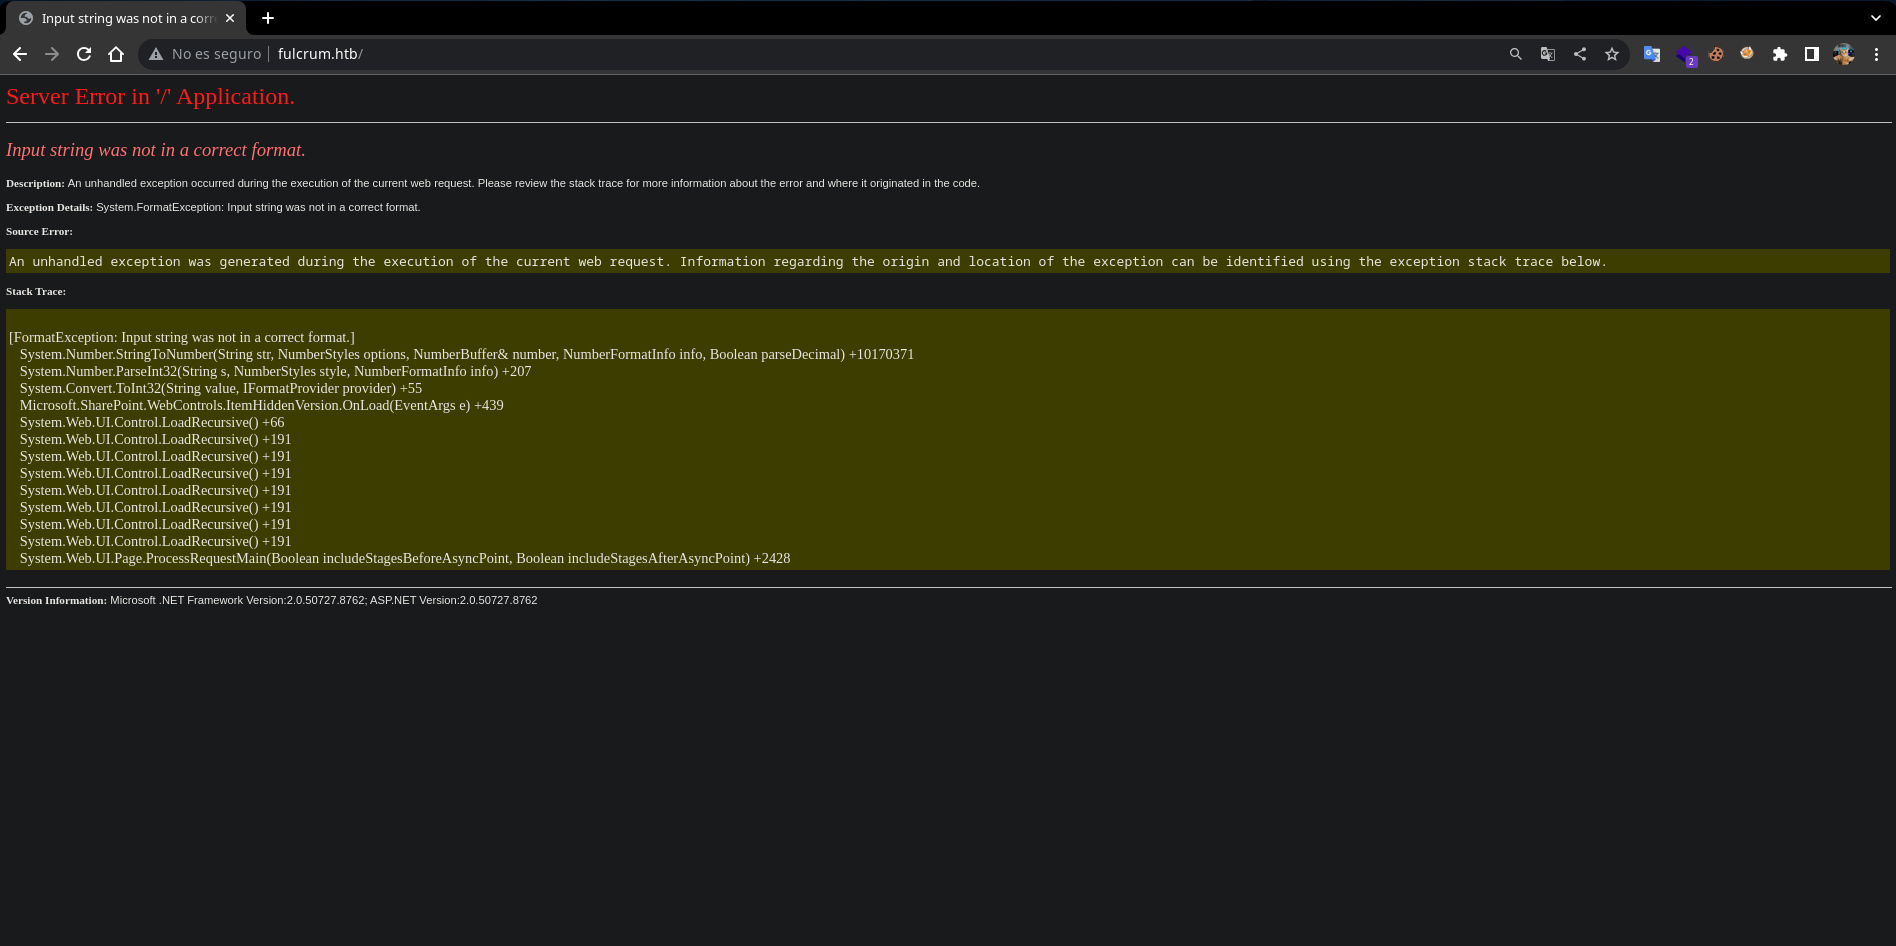 Input string was not in a corr
No es seguro fulcrum.htb/
2
Server Error in '/' Application.
Input string was not in a correct format.
Description: An unhandled exception occurred during the execution of the current web request. Please review the stack trace for more information about the error and where it originated in the code.
Exception Details: System.FormatException: Input string was not in a correct format.
Source Error:
An unhandled exception was generated during the execution of the current web request. Information regarding the origin and location of the exception can be identified using the exception stack trace below.
Stack Trace:
[FormatException: Input string was not in a correct format.]
System.Number.StringToNumber(String str, NumberStyles options, NumberBuffer& number, NumberFormatInfo info, Boolean parseDecimal) +10170371
System.Number.ParseInt32(String s, NumberStyles style, NumberFormatInfo info) +207
System.Convert.ToInt32(String value, IFormatProvider provider) +55
Microsoft.SharePoint.WebControls.ItemHiddenVersion.OnLoad(EventArgs e) +439
System.Web.UI.Control.LoadRecursive() +66
System.Web.UI.Control.LoadRecursive() +191
System.Web.UI.Control.LoadRecursive() +191
System.Web.UI.Control.LoadRecursive() +191
System.Web.UI.Control.LoadRecursive() +191
System.Web.UI.Control.LoadRecursive() +191
System.Web.UI.Control.LoadRecursive() +191
System.Web.UI.Control.LoadRecursive() +191
System.Web.UI.Page.ProcessRequestMain(Boolean includeStagesBeforeAsyncPoint, Boolean includeStagesAfterAsyncPoint) +2428
Version Information: Microsoft .NET Framework Version:2.0.50727.8762; ASP.NET Version:2.0.50727.8762